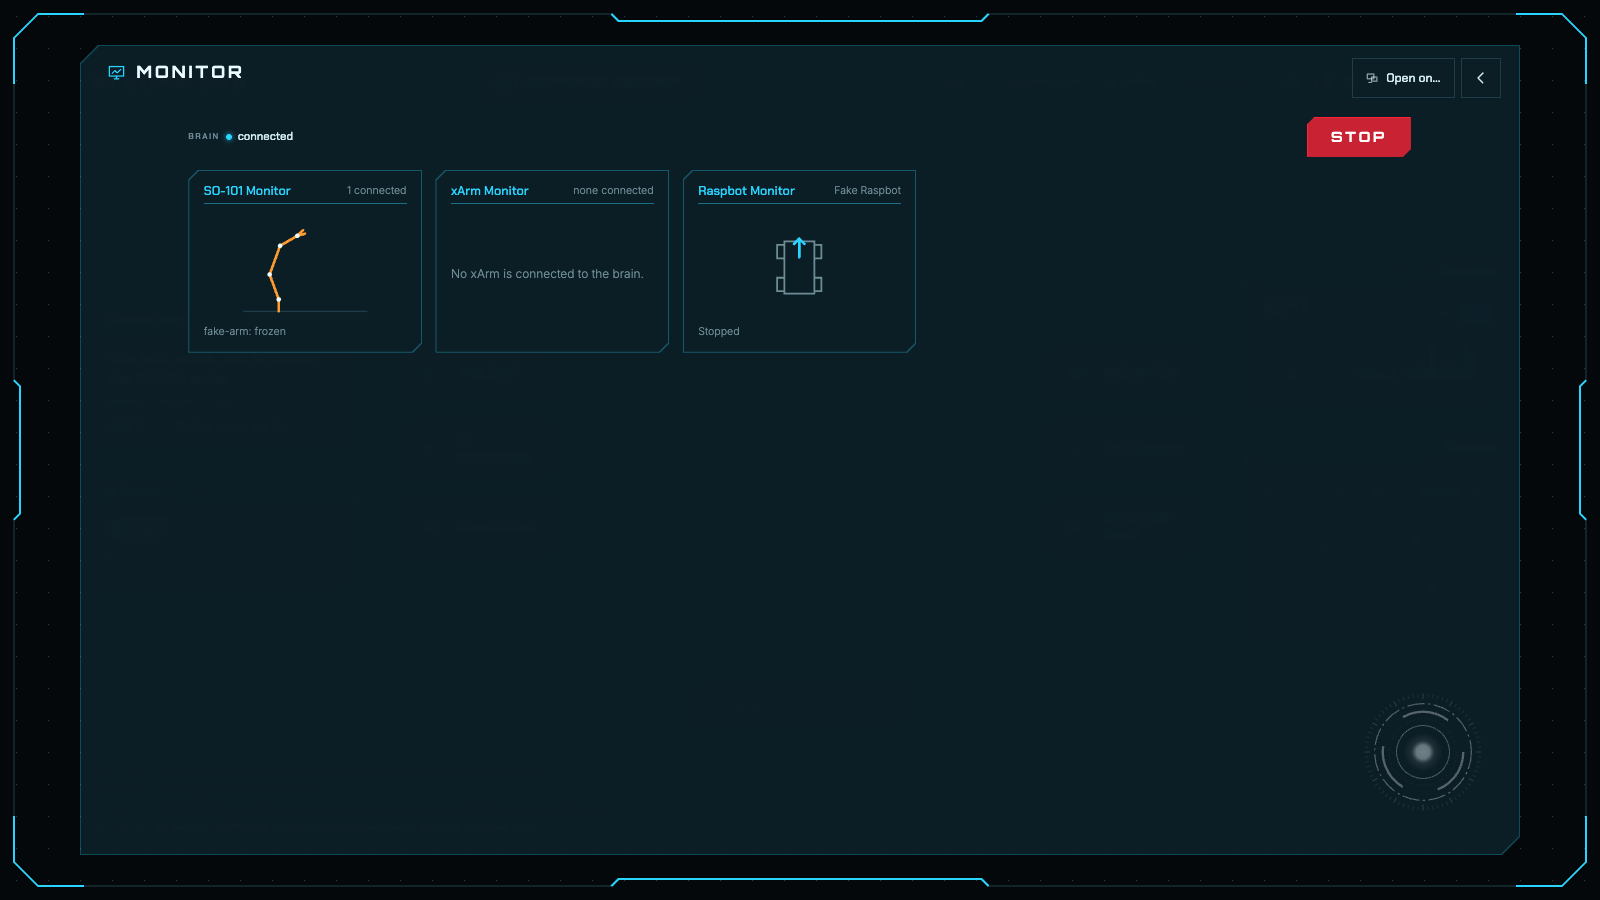 MONITOR
Open on...
BRAIN connected
STOP
SO-101 Monitor 1 connected
fake-arm: frozen
xArm Monitor none connected
No xArm is connected to the brain.
Raspbot Monitor Fake Raspbot
Stopped